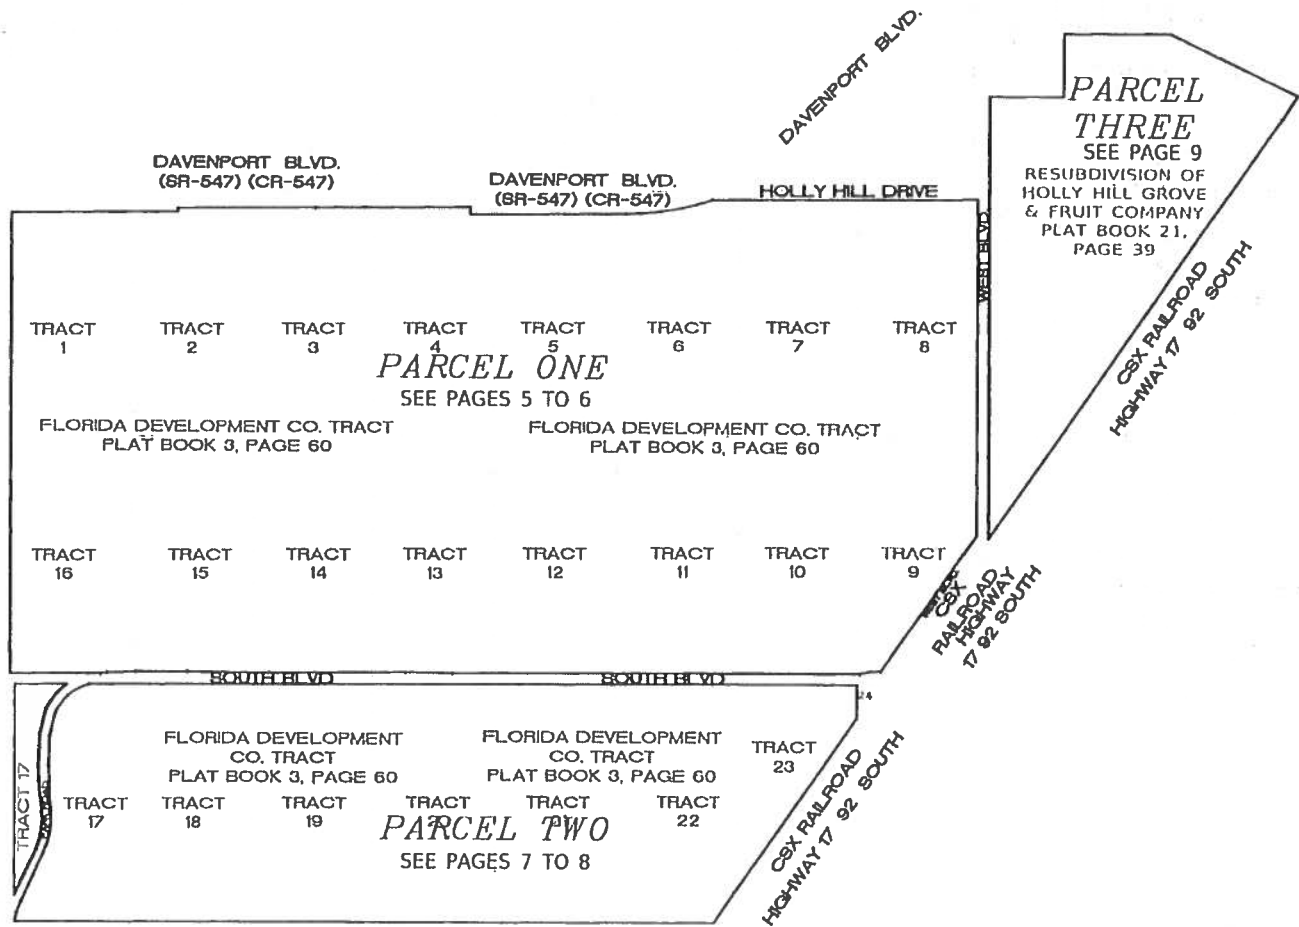 DAVENPORT BLVD.
DAVENPORT BLVD.
(SR-547) (CR-547)
DAVENPORT BLVD.
(SR-547) (CR-547)
HOLLY HILL DRIVE
WEST BLVD.
PARCEL
THREE
SEE PAGE 9
RESUBDIVISION OF
HOLLY HILL GROVE
& FRUIT COMPANY
PLAT BOOK 21,
PAGE 39
CSX RAILROAD
HIGHWAY 17 92 SOUTH
TRACT
1
TRACT
2
TRACT
3
TRACT
4
TRACT
5
TRACT
6
TRACT
7
TRACT
8
PARCEL ONE
SEE PAGES 5 TO 6
FLORIDA DEVELOPMENT CO. TRACT
PLAT BOOK 3, PAGE 60
FLORIDA DEVELOPMENT CO. TRACT
PLAT BOOK 3, PAGE 60
TRACT
16
TRACT
15
TRACT
14
TRACT
13
TRACT
12
TRACT
11
TRACT
10
TRACT
9
CSX
RAILROAD
HIGHWAY
17 92 SOUTH
SOUTH BLVD
SOUTH BLVD
24
FLORIDA DEVELOPMENT
CO. TRACT
PLAT BOOK 3, PAGE 60
FLORIDA DEVELOPMENT
CO. TRACT
PLAT BOOK 3, PAGE 60
TRACT
23
TRACT 17
TRACT
17
TRACT
18
TRACT
19
TRACT
20
TRACT
21
TRACT
22
PARCEL TWO
SEE PAGES 7 TO 8
CSX RAILROAD
HIGHWAY 17 92 SOUTH